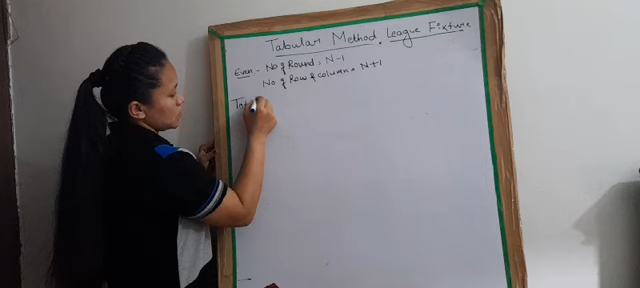 Tabular Method. League Fixture
Even - No of Round = N-1
No of Row & column = N+1